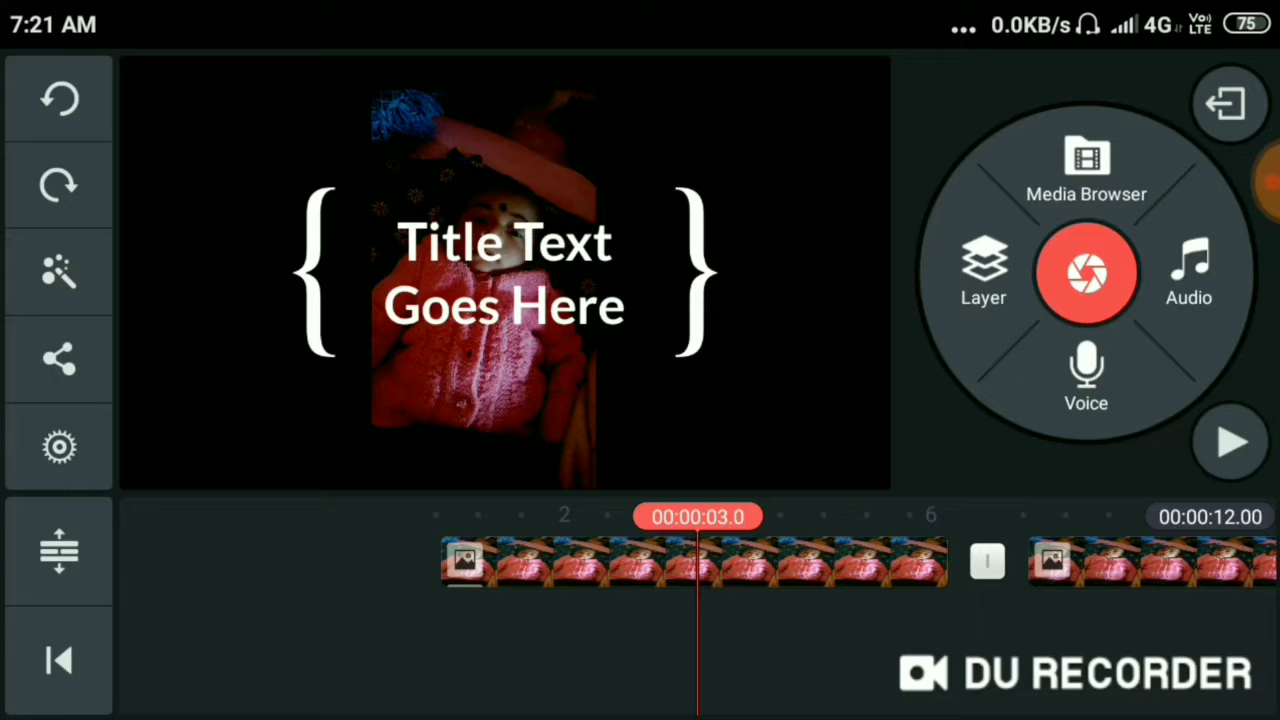 7:21 AM
... 0.0KB/s 4G Vo) LTE 75
Title Text
Goes Here
Media Browser
Layer
Audio
Voice
2
00:00:03.0
6
00:00:12.00
DU RECORDER